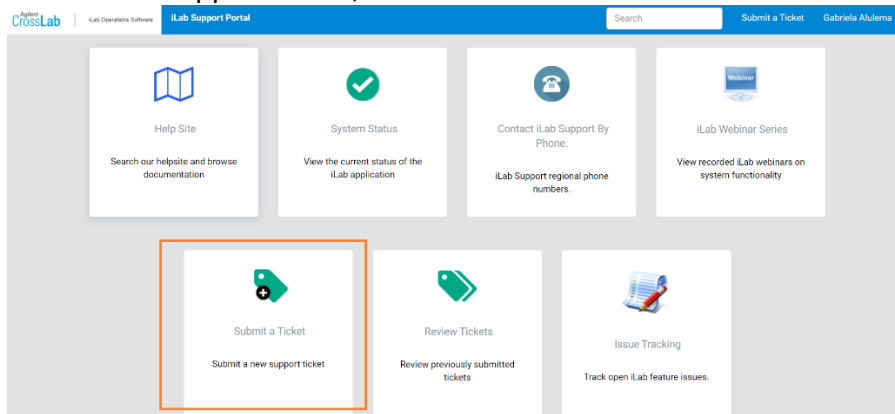 Agilent
CrossLab
iLab Operations Software
iLab Support Portal
Search
Submit a Ticket
Gabriela Alulema
Help Site
Search our helpsite and browse
documentation
System Status
View the current status of the
iLab application
Contact iLab Support By
Phone.
iLab Support regional phone
numbers.
Webinar
iLab Webinar Series
View recorded iLab webinars on
system functionality
Submit a Ticket
Submit a new support ticket
Review Tickets
Review previously submitted
tickets
Issue Tracking
Track open iLab feature issues.